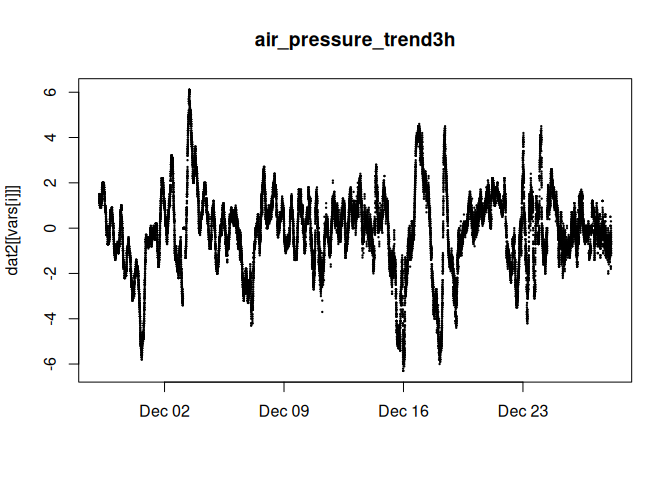 air_pressure_trend3h
dat2[[vars[i]]]
6
4
2
0
-2
-4
-6
Dec 02
Dec 09
Dec 16
Dec 23